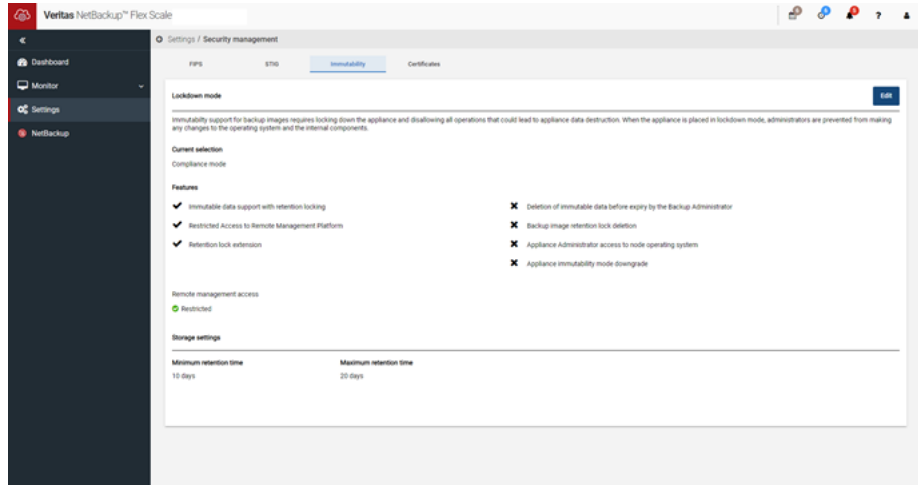 Veritas NetBackup™ Flex Scale
?
Settings / Security management
Dashboard
Monitor
Settings
NetBackup
FIPS
STIG
Immutability
Certificates
Lockdown mode
Edit
Immutabilty support for backup images requires locking down the appliance and disallowing all operations that could lead to appliance data destruction. When the appliance is placed in lockdown mode, administrators are prevented from making
any changes to the operating system and the internal components.
Current selection
Compliance mode
Features
Immutable data support with retention locking
Restricted Access to Remote Management Platform
Retention lock extension
Deletion of immutable data before expiry by the Backup Administrator
Backup image retention lock deletion
Appliance Administrator access to node operating system
Appliance immutability mode downgrade
Remote management access
Restricted
Storage settings
Minimum retention time
Maximum retention time
10 days
20 days